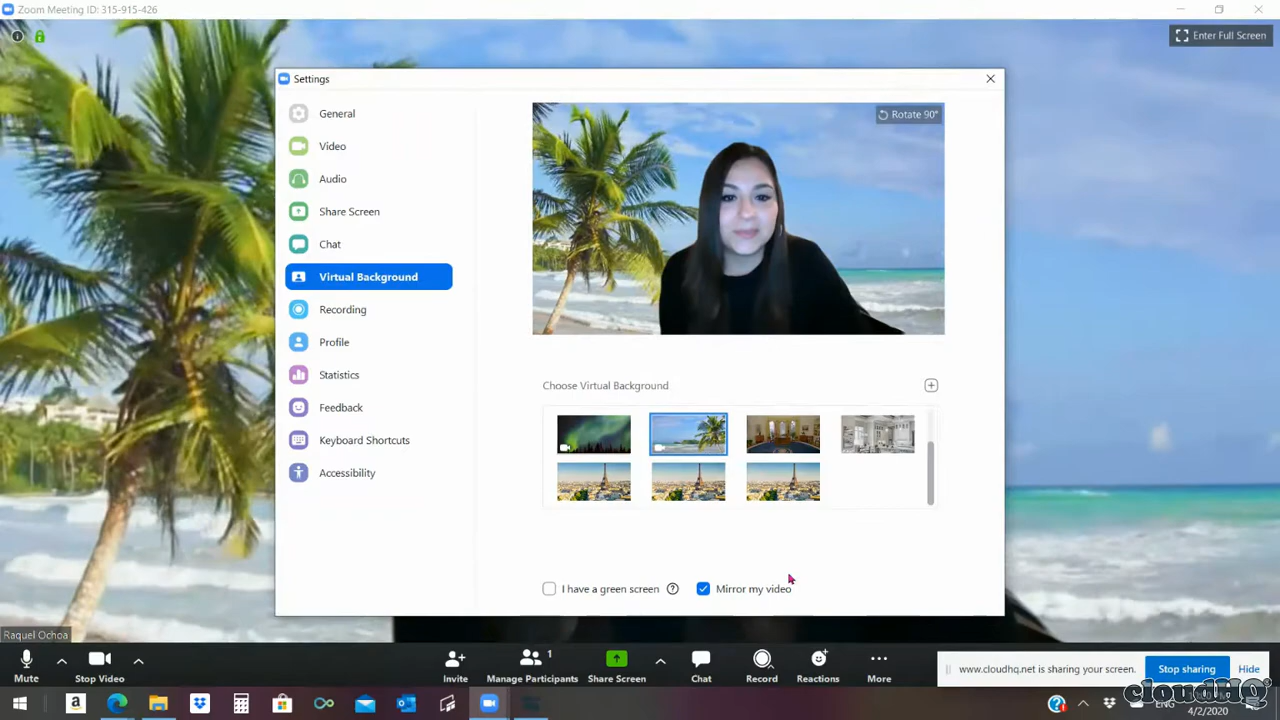 Zoom Meeting ID: 315-915-426
Enter Full Screen
Settings
General
Video
Audio
Share Screen
Chat
Virtual Background
Recording
Profile
Statistics
Feedback
Keyboard Shortcuts
Accessibility
Rotate 90°
Choose Virtual Background
I have a green screen
Mirror my video
Raquel Ochoa
Mute
Stop Video
Invite
1
Manage Participants
Share Screen
Chat
Record
Reactions
More
www.cloudhq.net is sharing your screen.
Stop sharing
Hide
cloudHQ
ENG
4/2/2020